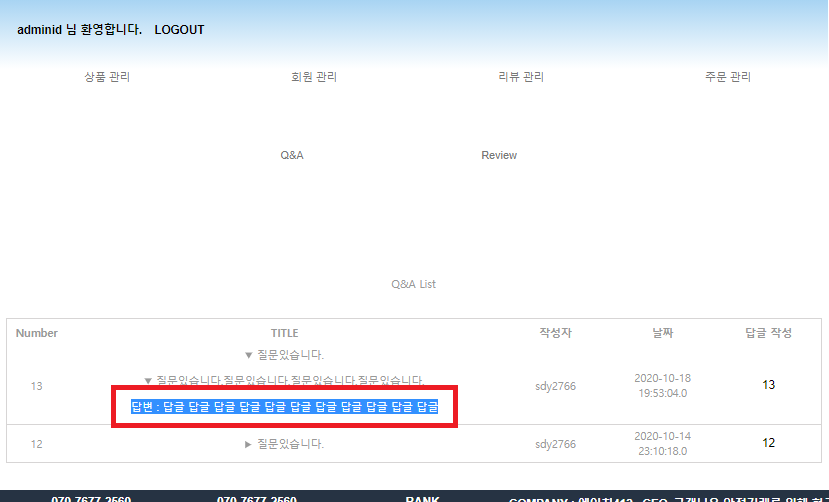 adminid 님 환영합니다. LOGOUT
상품 관리 회원 관리 리뷰 관리 주문 관리
Q&A Review
Q&A List
Number TITLE 작성자 날짜 답글 작성
▼ 질문있습니다.
13 ▼ 질문있습니다.질문있습니다.질문있습니다.질문있습니다. sdy2766 2020-10-18 13
19:53:04.0
답변 : 답글 답글 답글 답글 답글 답글 답글 답글 답글 답글 답글
12 ▶ 질문있습니다. sdy2766 2020-10-14 12
23:10:18.0
070 7677 2560 070 7677 2560 BANK COMPANY :